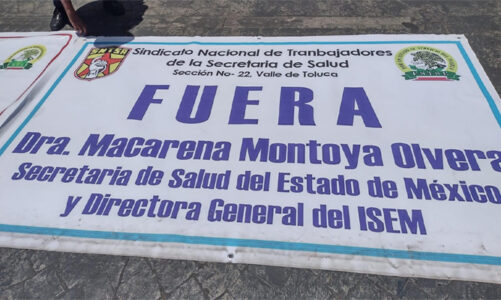 Sindicato Nacional de Tranbajadores
de la Secretaria de Salud
Sección No- 22, Valle de Toluca
FUERA
Dra. Macarena Montoya Olvera
Secretaria de Salud del Estado de México
y Directora General del ISEM